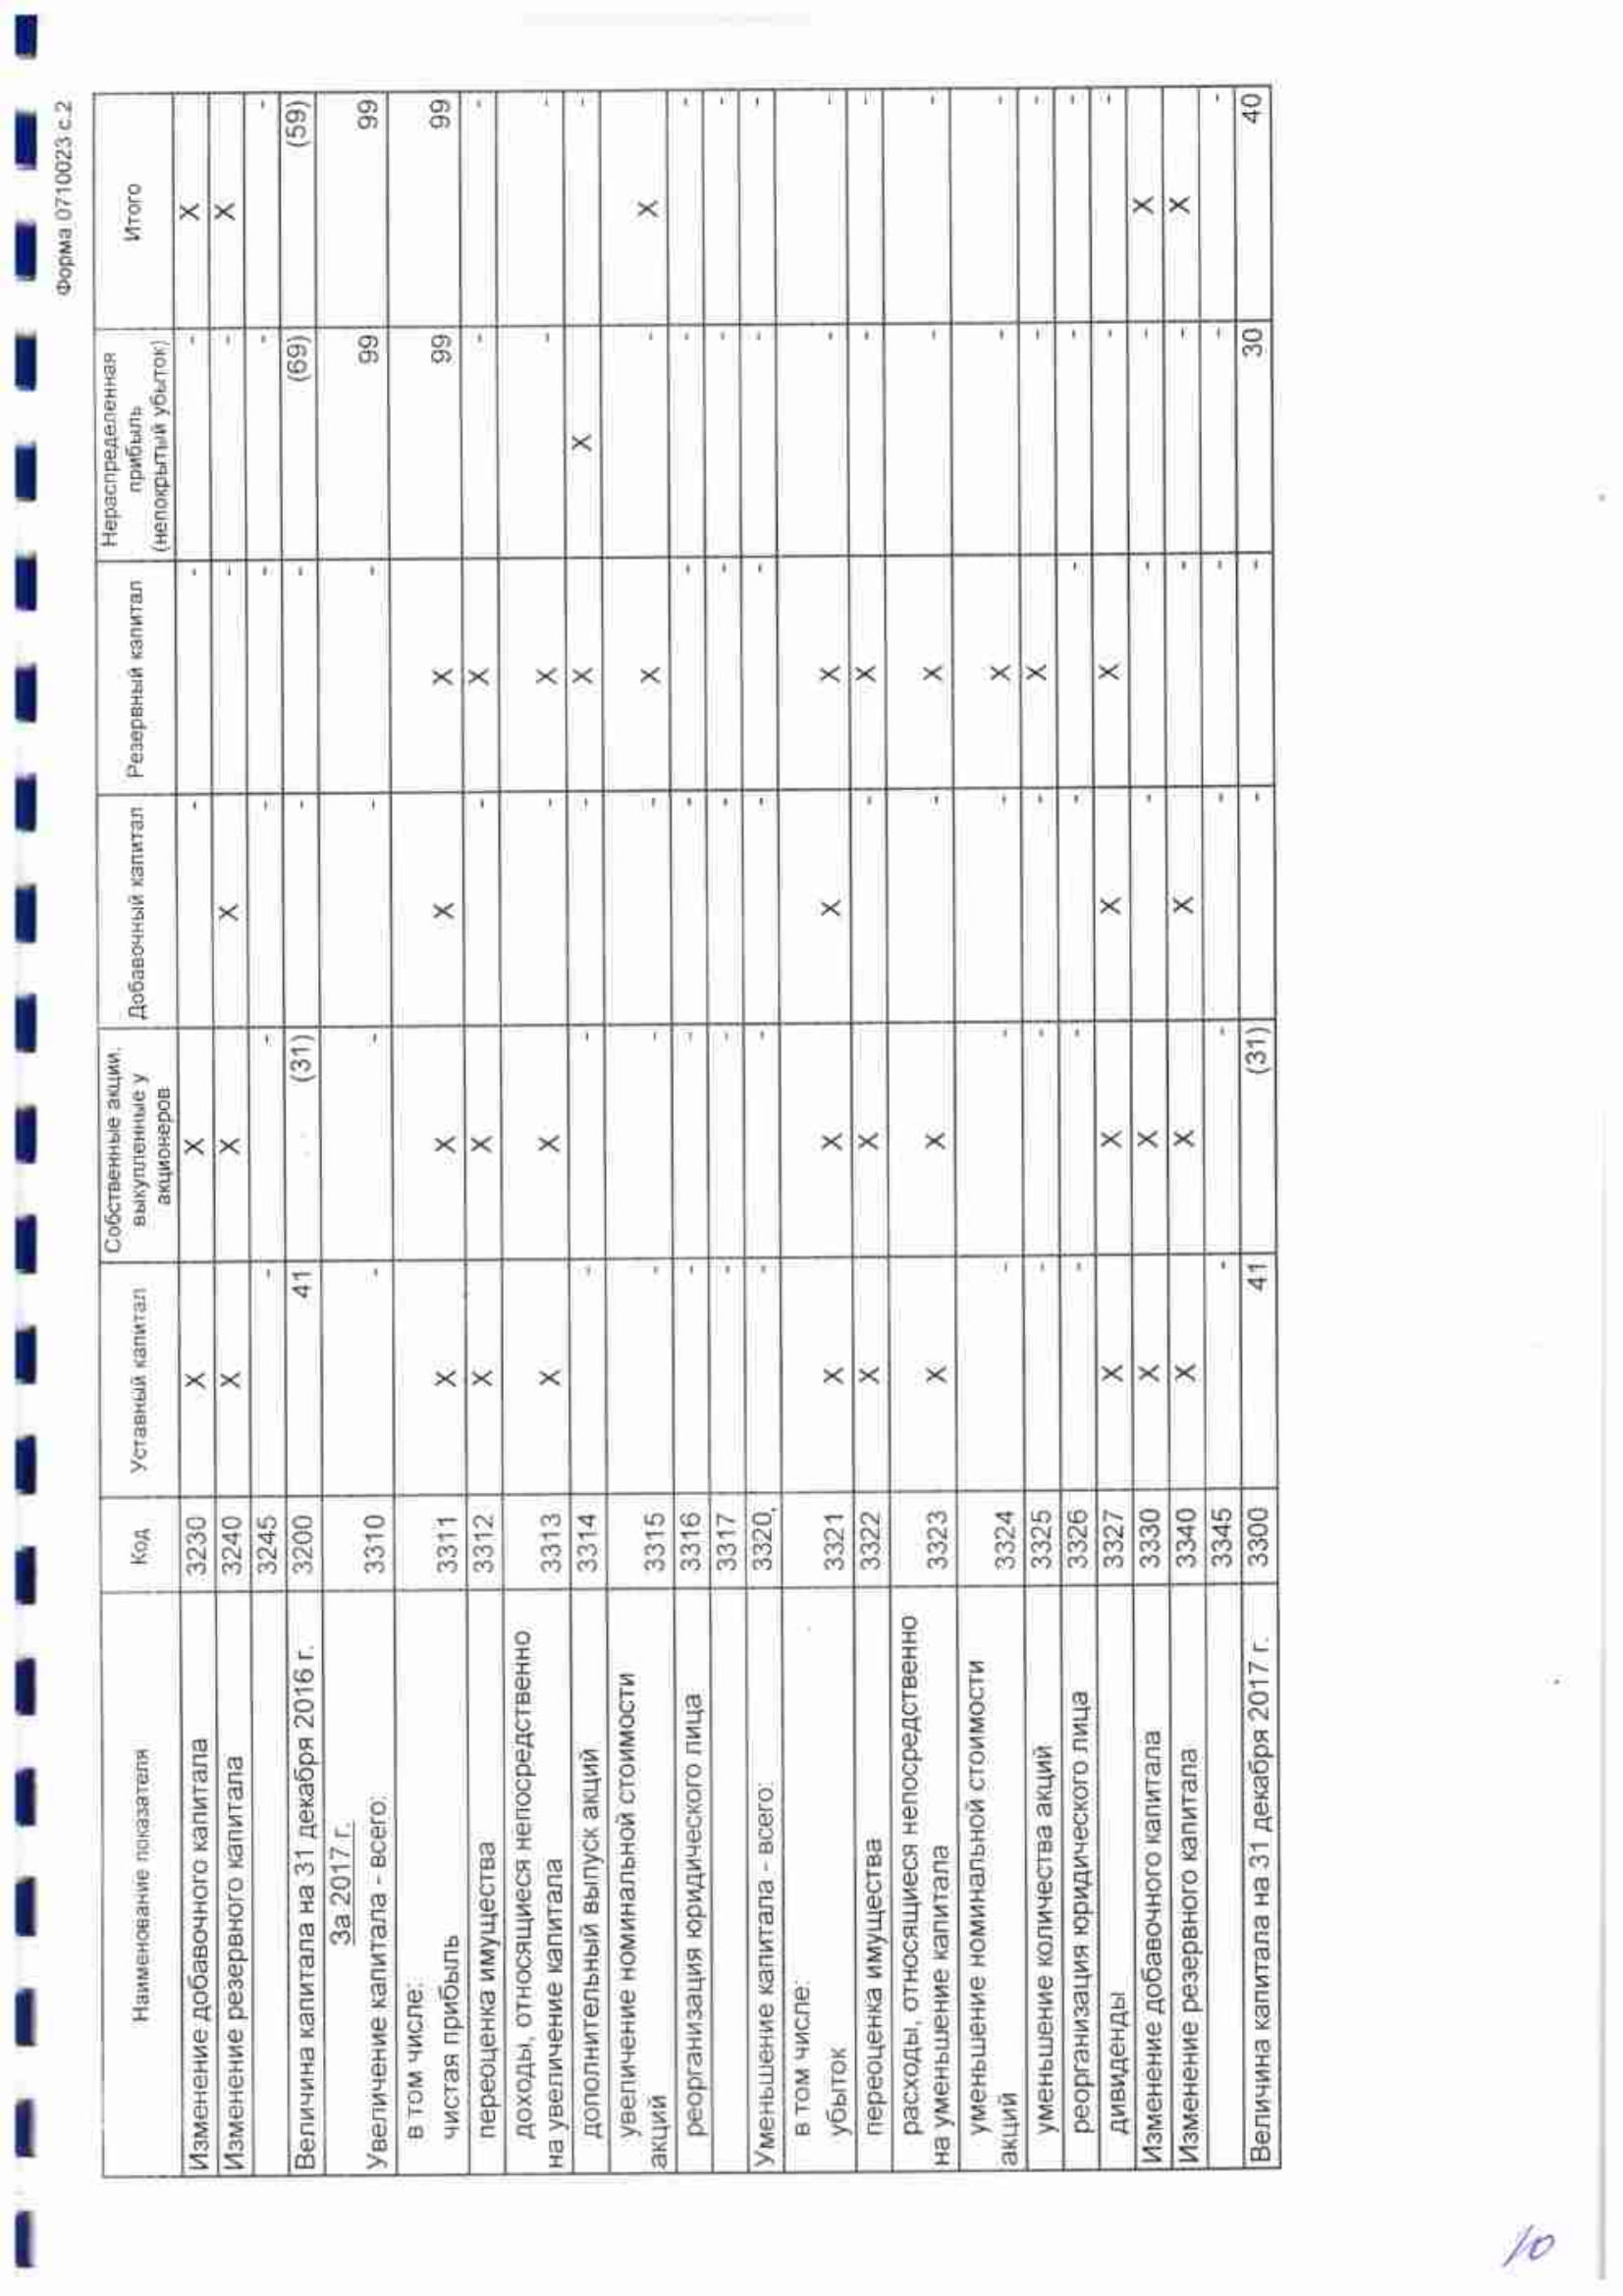 Форма 0710023 с.2
Наименование показателя Код Уставный капитал Собственные акции, выкупленные у акционеров Добавочный капитал Резервный капитал Нераспределенная прибыль (непокрытый убыток) Итого
Изменение добавочного капитала 3230 X X - - - X
Изменение резервного капитала 3240 X X X - - X
3245 - - - - - -
Величина капитала на 31 декабря 2016 г. 3200 41 (31) - - (69) (59)
За 2017 г.
Увеличение капитала - всего: 3310 - - - - 99 99
в том числе:
чистая прибыль 3311 X X X X 99 99
переоценка имущества 3312 X X - X - -
доходы, относящиеся непосредственно
на увеличение капитала 3313 X X - X - -
дополнительный выпуск акций 3314 - - - X X -
увеличение номинальной стоимости
акций 3315 - - - X - X
реорганизация юридического лица 3316 - - - - - -
3317 - - - - - -
Уменьшение капитала - всего: 3320, - - - - - -
в том числе:
убыток 3321 X X X X - -
переоценка имущества 3322 X X - X - -
расходы, относящиеся непосредственно
на уменьшение капитала 3323 X X - X - -
уменьшение номинальной стоимости
акций 3324 - - - X - -
уменьшение количества акций 3325 - - - X - -
реорганизация юридического лица 3326 - - - - - -
дивиденды 3327 X X X X - -
Изменение добавочного капитала 3330 X X - - - X
Изменение резервного капитала 3340 X X X - - X
3345 - - - - - -
Величина капитала на 31 декабря 2017 г. 3300 41 (31) - - 30 40
10